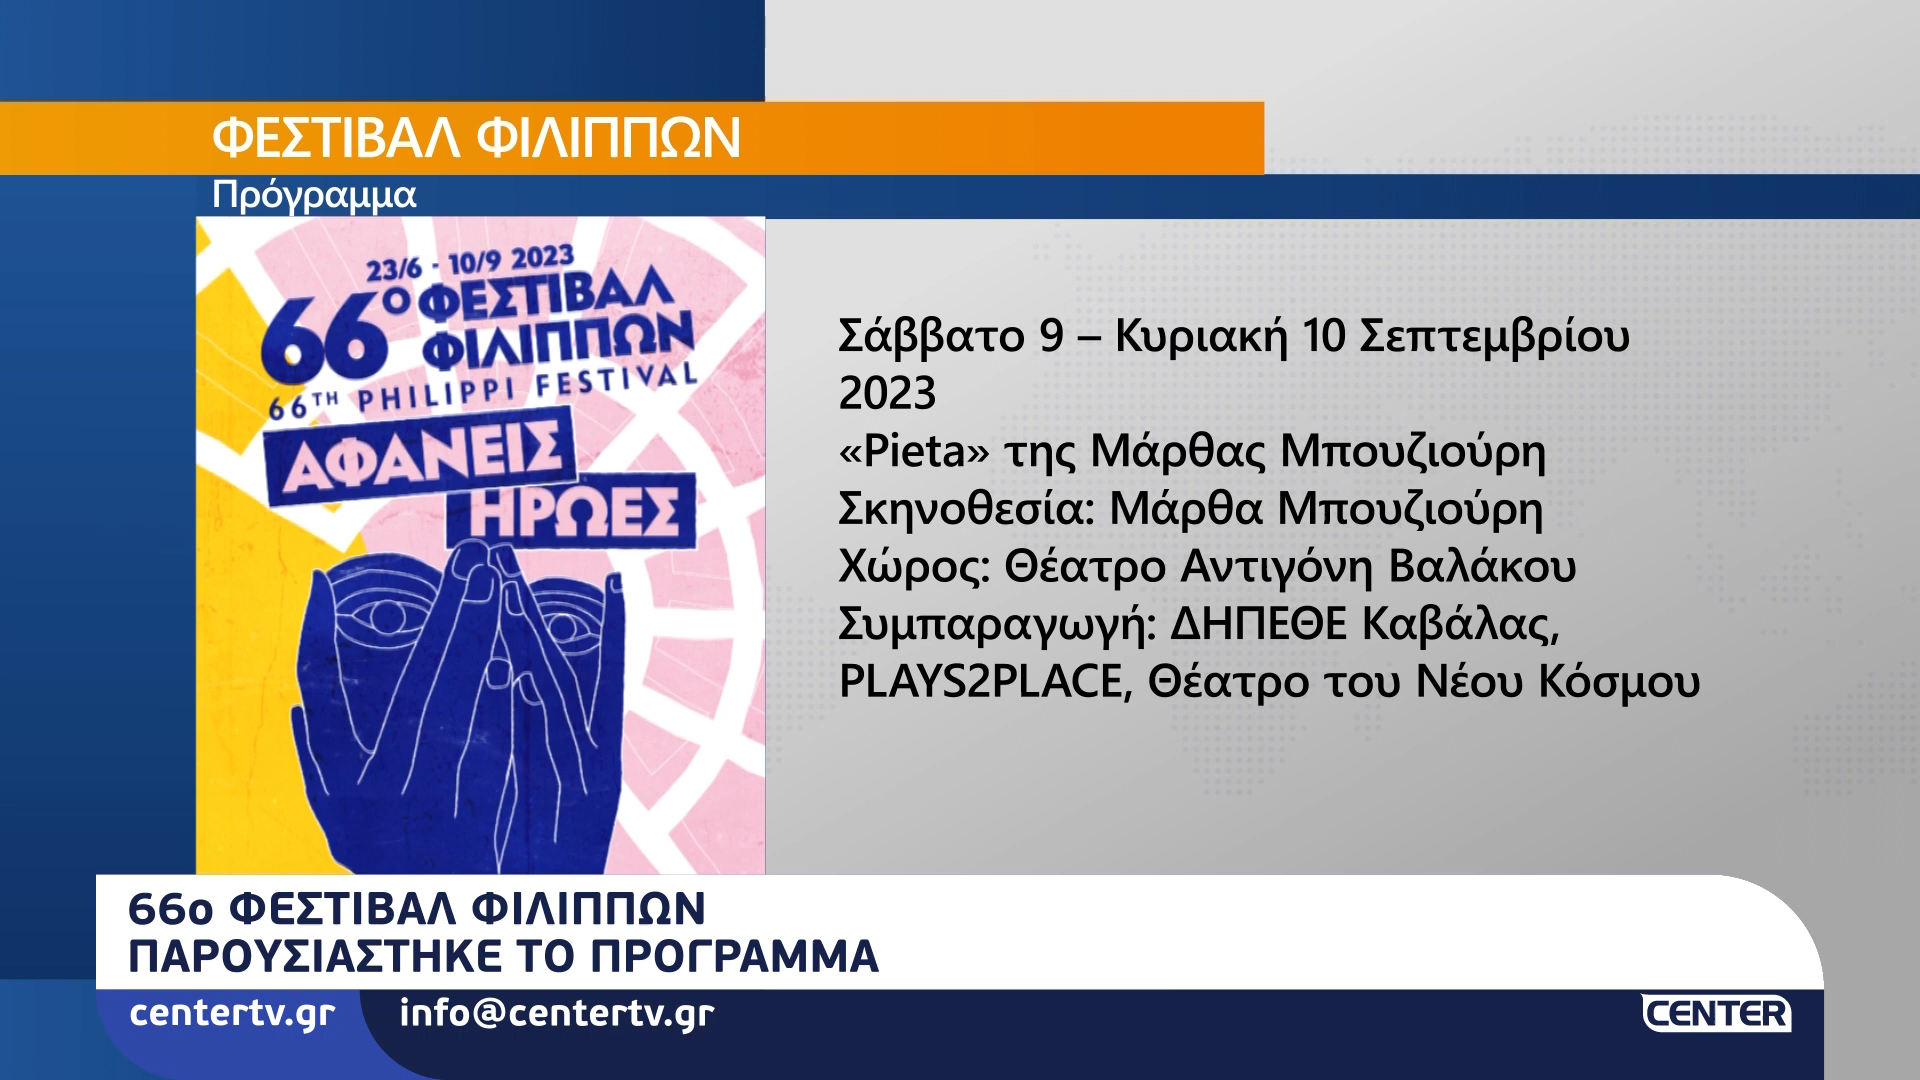 ΦΕΣΤΙΒΑΛ ΦΙΛΙΠΠΩΝ
Πρόγραμμα
23/6 - 10/9 2023
66ο ΦΕΣΤΙΒΑΛ
ΦΙΛΙΠΠΩΝ
66TH PHILIPPI FESTIVAL
ΑΦΑΝΕΙΣ
ΗΡΩΕΣ
Σάββατο 9 – Κυριακή 10 Σεπτεμβρίου
2023
«Pieta» της Μάρθας Μπουζιούρη
Σκηνοθεσία: Μάρθα Μπουζιούρη
Χώρος: Θέατρο Αντιγόνη Βαλάκου
Συμπαραγωγή: ΔΗΠΕΘΕ Καβάλας,
PLAYS2PLACE, Θέατρο του Νέου Κόσμου
66ο ΦΕΣΤΙΒΑΛ ΦΙΛΙΠΠΩΝ
ΠΑΡΟΥΣΙΑΣΤΗΚΕ ΤΟ ΠΡΟΓΡΑΜΜΑ
centertv.gr info@centertv.gr CENTER